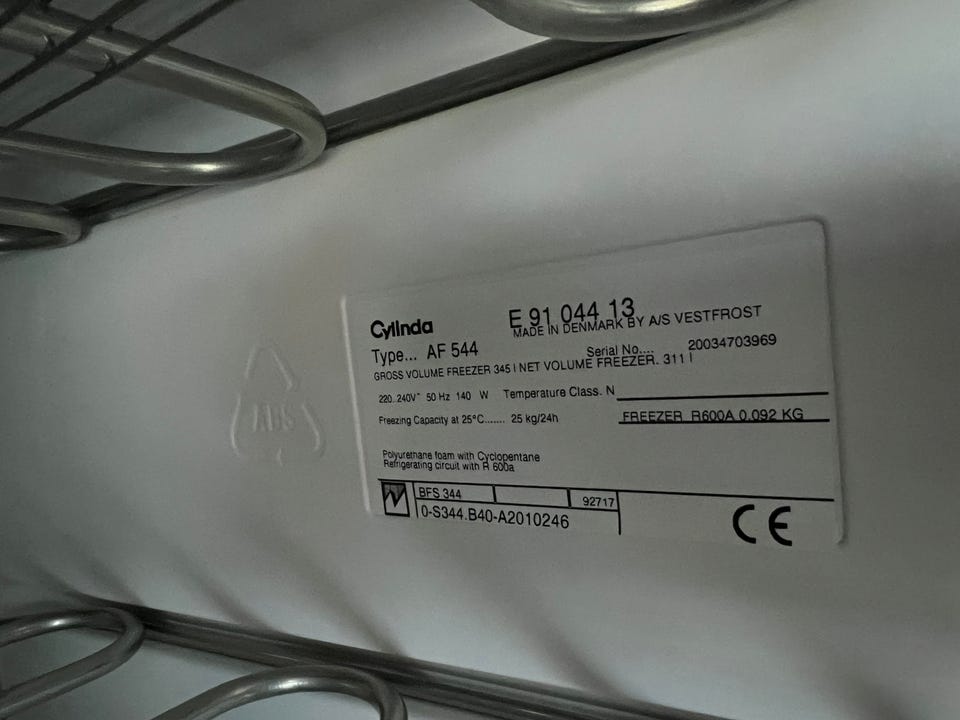 Cylinda
E 91 044 13
MADE IN DENMARK BY A/S VESTFROST
Type... AF 544
Serial No.... 20034703969
GROSS VOLUME FREEZER 345 l NET VOLUME FREEZER. 311 l
220..240V~ 50 Hz 140 W Temperature Class. N
Freezing Capacity at 25°C....... 25 kg/24h
FREEZER R600A 0.092 KG
Polyurethane foam with Cyclopentane
Refrigerating circuit with R 600a
BFS 344 92717
0-S344.B40-A2010246
CE
ABS